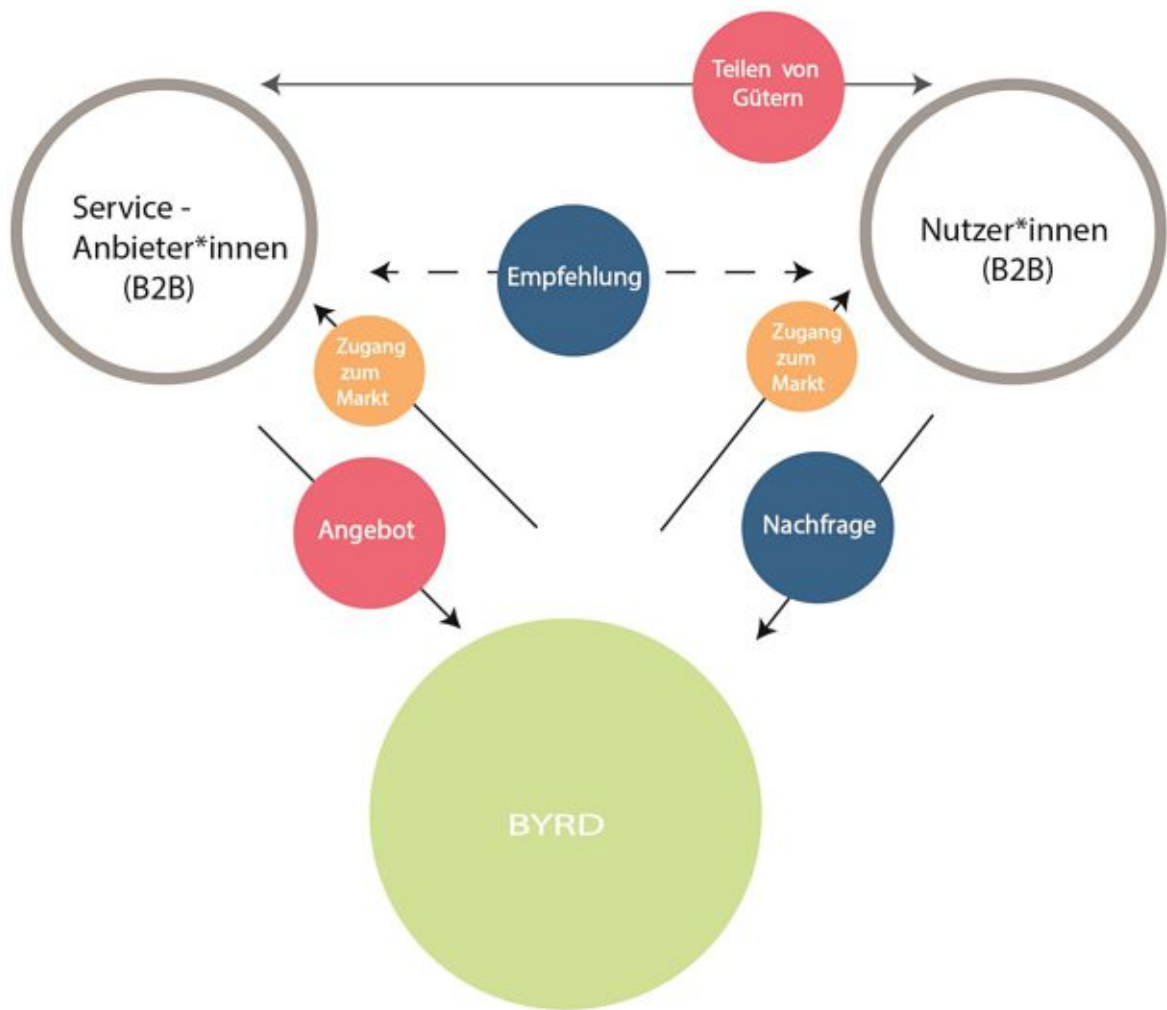 Teilen von
Gütern
Service -
Anbieter*innen
(B2B)
Nutzer*innen
(B2B)
Empfehlung
Zugang
zum
Markt
Zugang
zum
Markt
Angebot
Nachfrage
BYRD